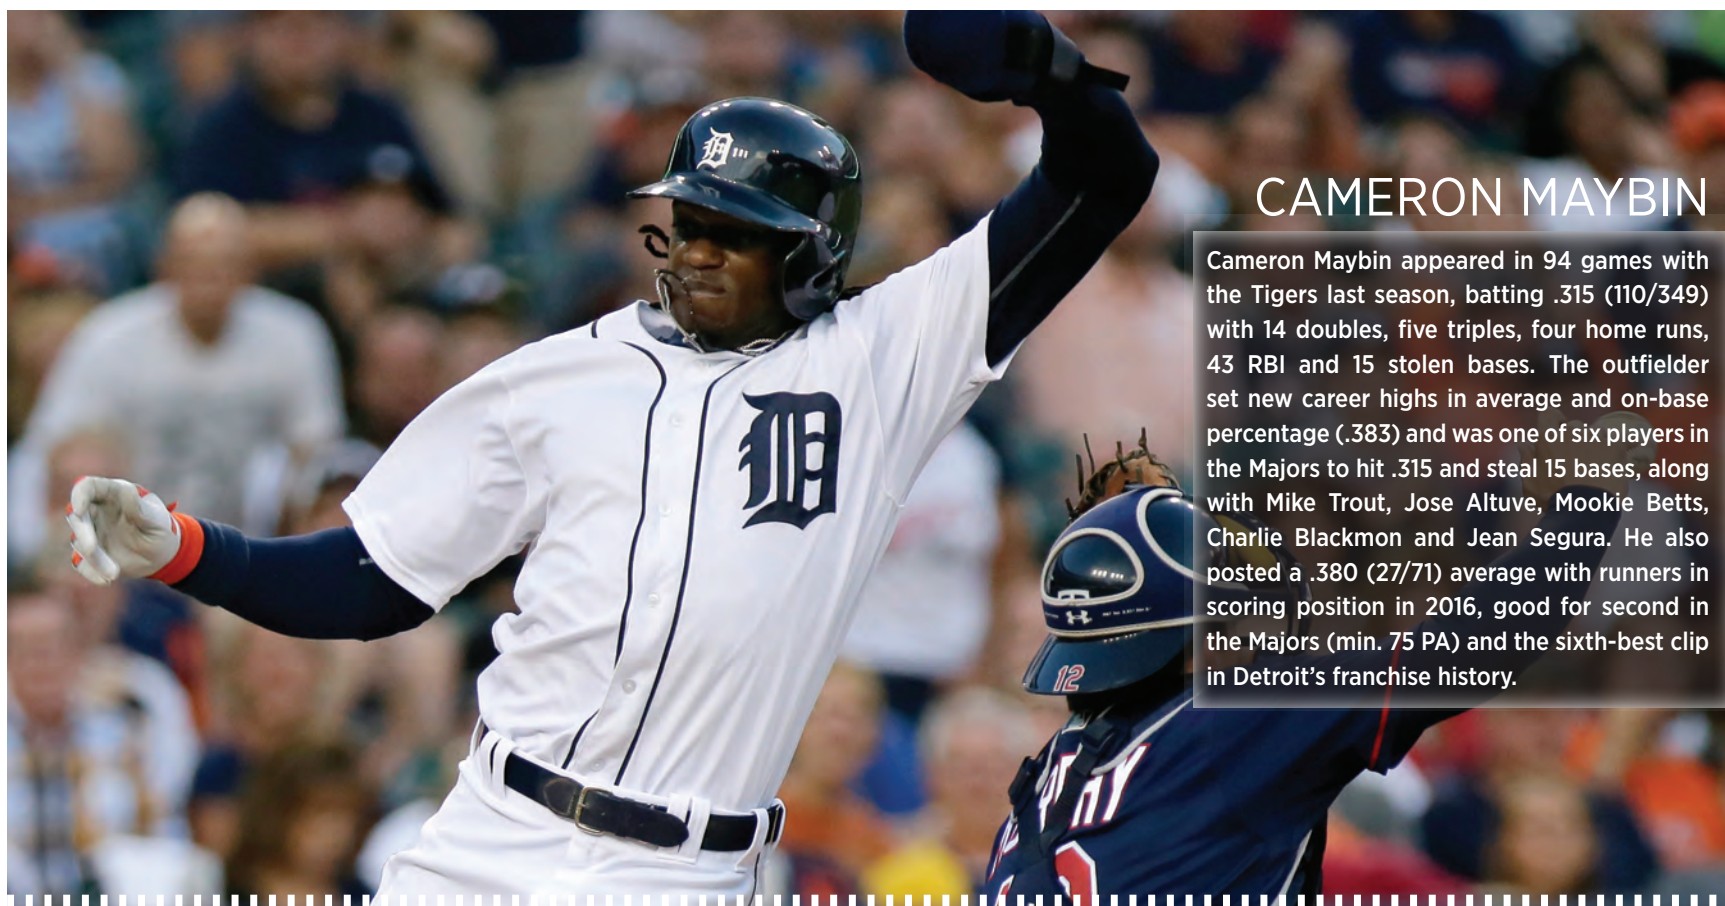 CAMERON MAYBIN
Cameron Maybin appeared in 94 games with
the Tigers last season, batting .315 (110/349)
with 14 doubles, five triples, four home runs,
43 RBI and 15 stolen bases. The outfielder
set new career highs in average and on-base
percentage (.383) and was one of six players in
the Majors to hit .315 and steal 15 bases, along
with Mike Trout, Jose Altuve, Mookie Betts,
Charlie Blackmon and Jean Segura. He also
posted a .380 (27/71) average with runners in
scoring position in 2016, good for second in
the Majors (min. 75 PA) and the sixth-best clip
in Detroit's franchise history.
D
D
12